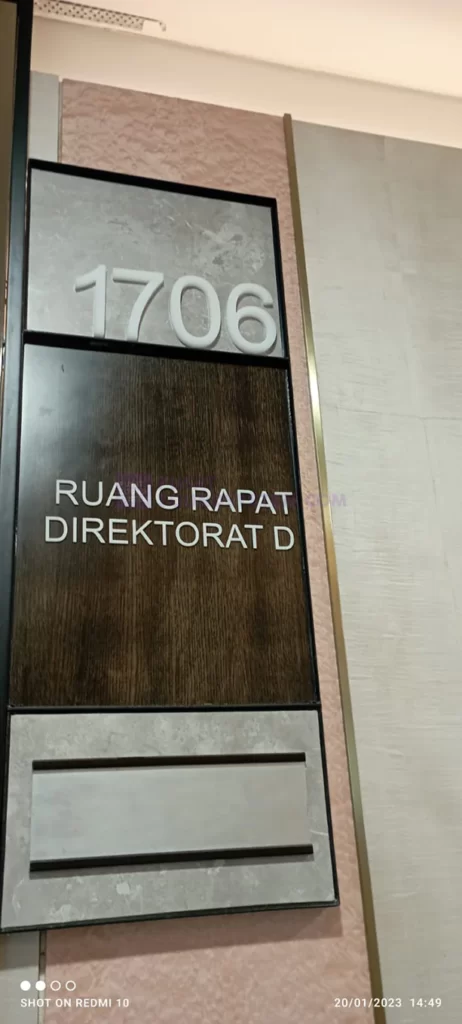 1706
RUANG RAPAT
DIREKTORAT D
SHOT ON REDMI 10
20/01/2023 14:49